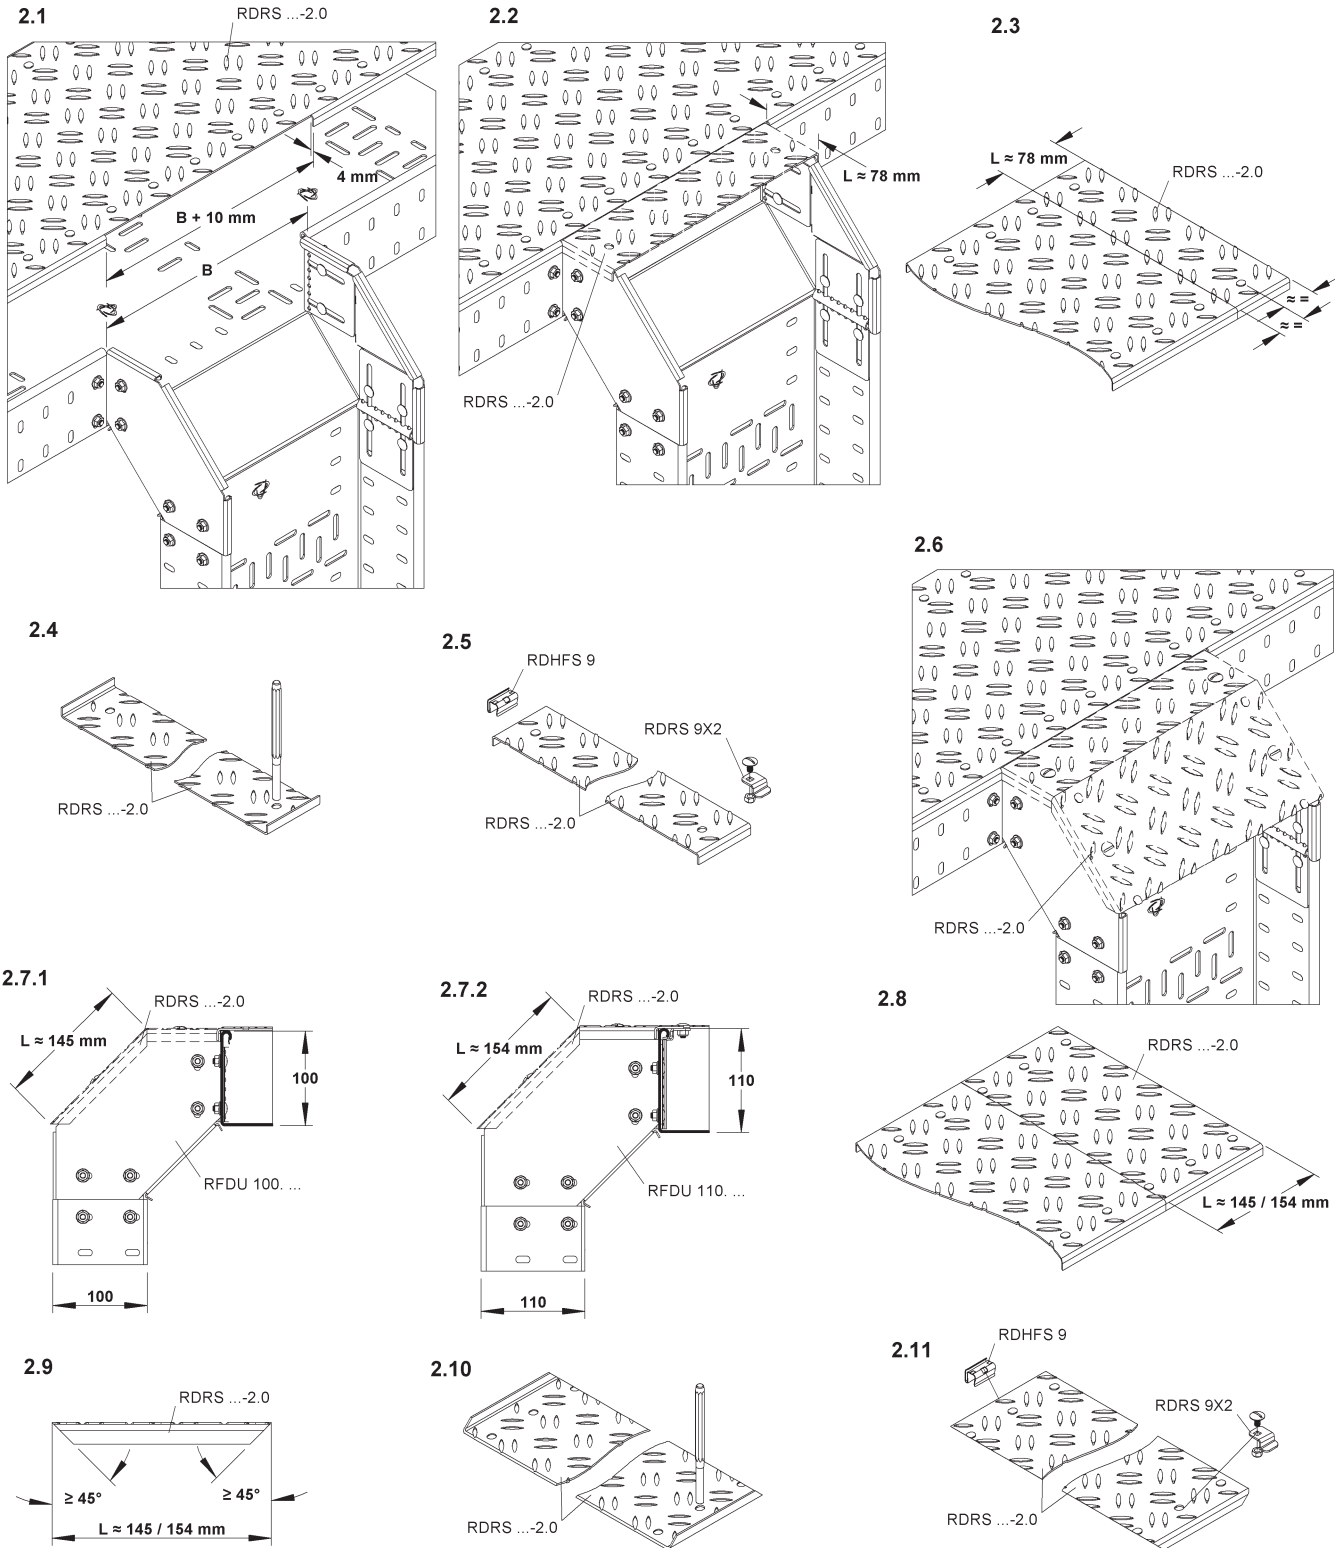 2.1
RDRS ...-2.0
4 mm
B + 10 mm
B
2.2
L ≈ 78 mm
RDRS ...-2.0
2.3
L ≈ 78 mm
RDRS ...-2.0
≈ =
≈ =
2.4
RDRS ...-2.0
2.5
RDHFS 9
RDRS 9X2
RDRS ...-2.0
2.6
RDRS ...-2.0
2.7.1
RDRS ...-2.0
L ≈ 145 mm
100
RFDU 100. ...
100
2.7.2
RDRS ...-2.0
L ≈ 154 mm
110
RFDU 110. ...
110
2.8
RDRS ...-2.0
L ≈ 145 / 154 mm
2.9
RDRS ...-2.0
≥ 45°
≥ 45°
L ≈ 145 / 154 mm
2.10
RDRS ...-2.0
2.11
RDHFS 9
RDRS 9X2
RDRS ...-2.0